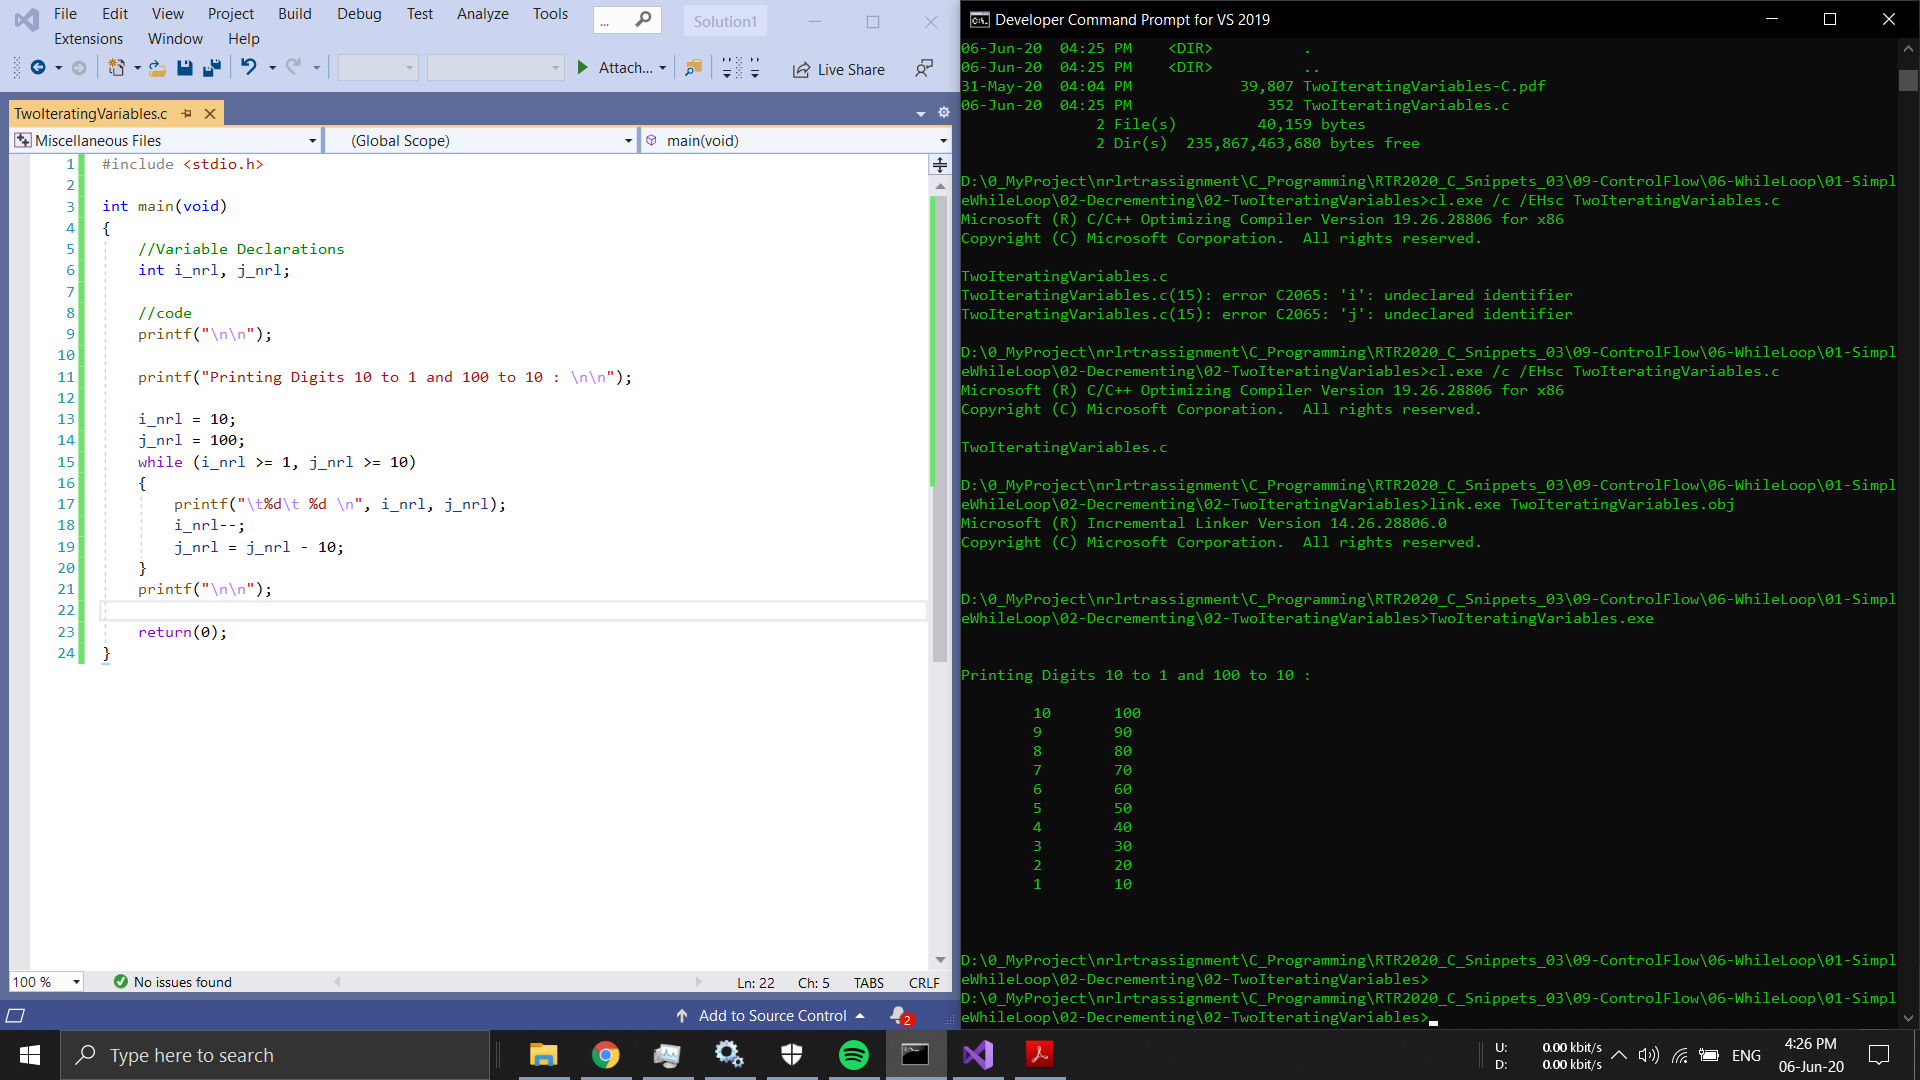 File Edit View Project Build Debug Test Analyze Tools ... Solution1
Extensions Window Help
Attach... Live Share
TwoIteratingVariables.c
Miscellaneous Files (Global Scope) main(void)
1 #include <stdio.h>
2
3 int main(void)
4 {
5 //Variable Declarations
6 int i_nrl, j_nrl;
7
8 //code
9 printf("\n\n");
10
11 printf("Printing Digits 10 to 1 and 100 to 10 : \n\n");
12
13 i_nrl = 10;
14 j_nrl = 100;
15 while (i_nrl >= 1, j_nrl >= 10)
16 {
17 printf("\t%d\t %d \n", i_nrl, j_nrl);
18 i_nrl--;
19 j_nrl = j_nrl - 10;
20 }
21 printf("\n\n");
22
23 return(0);
24 }
100 % No issues found Ln: 22 Ch: 5 TABS CRLF
Add to Source Control 2
Developer Command Prompt for VS 2019
06-Jun-20 04:25 PM <DIR> .
06-Jun-20 04:25 PM <DIR> ..
31-May-20 04:04 PM 39,807 TwoIteratingVariables-C.pdf
06-Jun-20 04:25 PM 352 TwoIteratingVariables.c
2 File(s) 40,159 bytes
2 Dir(s) 235,867,463,680 bytes free
D:\0_MyProject\nrlrtrassignment\C_Programming\RTR2020_C_Snippets_03\09-ControlFlow\06-WhileLoop\01-Simpl
eWhileLoop\02-Decrementing\02-TwoIteratingVariables>cl.exe /c /EHsc TwoIteratingVariables.c
Microsoft (R) C/C++ Optimizing Compiler Version 19.26.28806 for x86
Copyright (C) Microsoft Corporation. All rights reserved.
TwoIteratingVariables.c
TwoIteratingVariables.c(15): error C2065: 'i': undeclared identifier
TwoIteratingVariables.c(15): error C2065: 'j': undeclared identifier
D:\0_MyProject\nrlrtrassignment\C_Programming\RTR2020_C_Snippets_03\09-ControlFlow\06-WhileLoop\01-Simpl
eWhileLoop\02-Decrementing\02-TwoIteratingVariables>cl.exe /c /EHsc TwoIteratingVariables.c
Microsoft (R) C/C++ Optimizing Compiler Version 19.26.28806 for x86
Copyright (C) Microsoft Corporation. All rights reserved.
TwoIteratingVariables.c
D:\0_MyProject\nrlrtrassignment\C_Programming\RTR2020_C_Snippets_03\09-ControlFlow\06-WhileLoop\01-Simpl
eWhileLoop\02-Decrementing\02-TwoIteratingVariables>link.exe TwoIteratingVariables.obj
Microsoft (R) Incremental Linker Version 14.26.28806.0
Copyright (C) Microsoft Corporation. All rights reserved.
D:\0_MyProject\nrlrtrassignment\C_Programming\RTR2020_C_Snippets_03\09-ControlFlow\06-WhileLoop\01-Simpl
eWhileLoop\02-Decrementing\02-TwoIteratingVariables>TwoIteratingVariables.exe
Printing Digits 10 to 1 and 100 to 10 :
10 100
9 90
8 80
7 70
6 60
5 50
4 40
3 30
2 20
1 10
D:\0_MyProject\nrlrtrassignment\C_Programming\RTR2020_C_Snippets_03\09-ControlFlow\06-WhileLoop\01-Simpl
eWhileLoop\02-Decrementing\02-TwoIteratingVariables>
D:\0_MyProject\nrlrtrassignment\C_Programming\RTR2020_C_Snippets_03\09-ControlFlow\06-WhileLoop\01-Simpl
eWhileLoop\02-Decrementing\02-TwoIteratingVariables>
Type here to search
U: 0.00 kbit/s
D: 0.00 kbit/s
ENG
4:26 PM
06-Jun-20